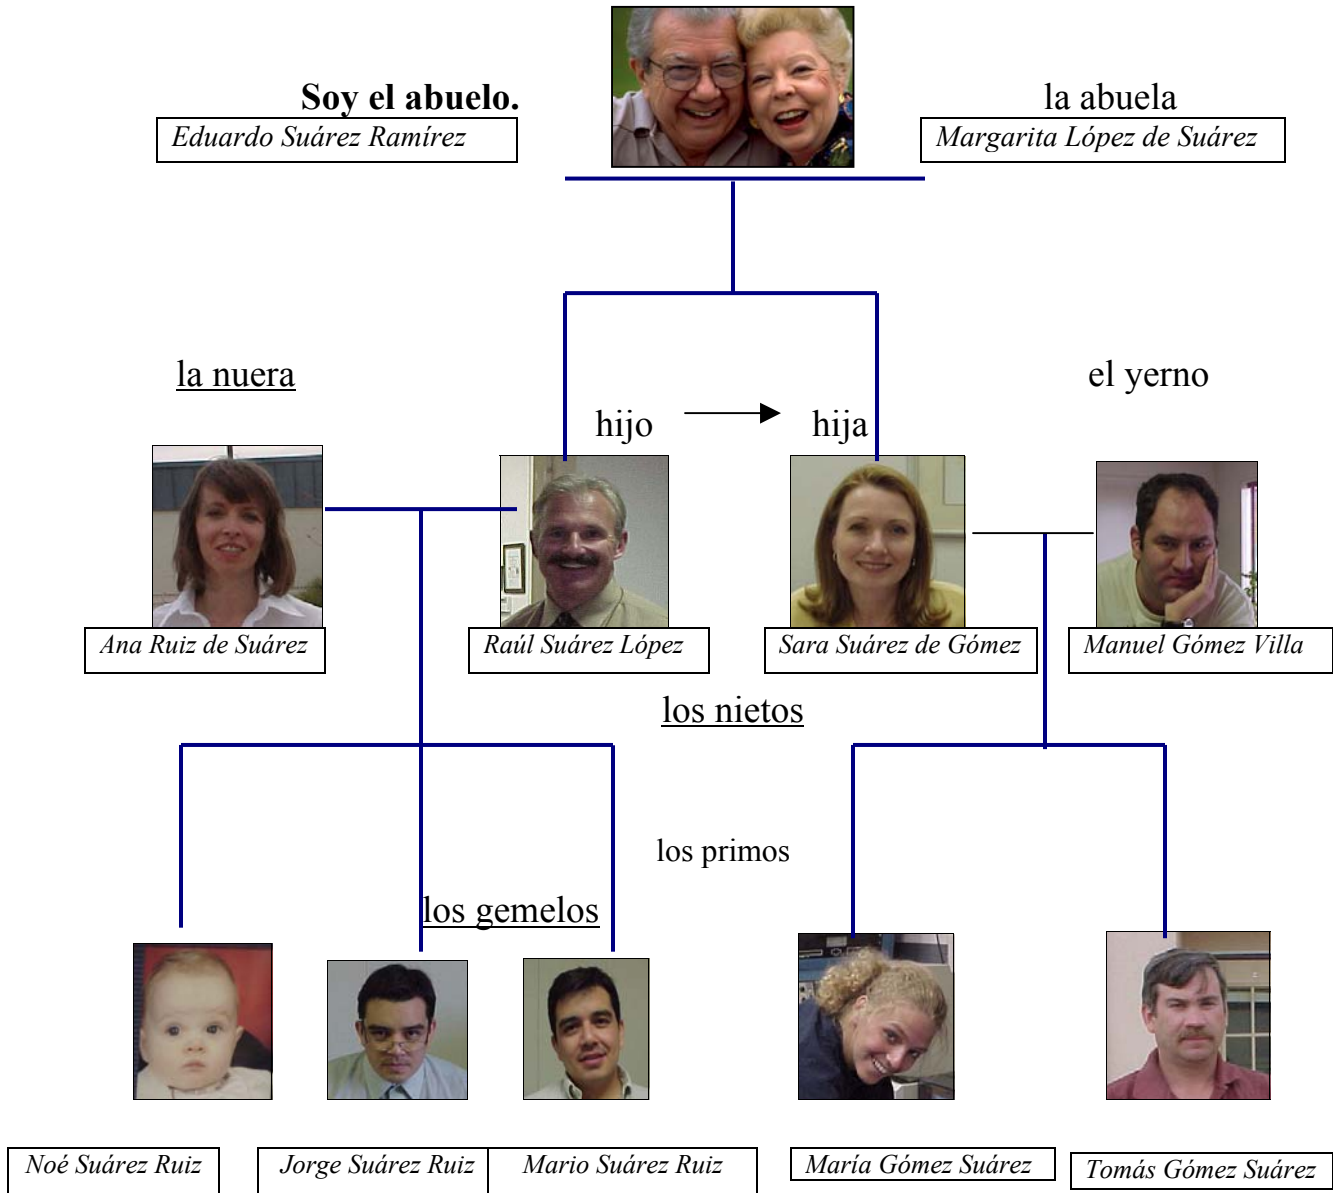 Soy el abuelo.
la abuela
Eduardo Suárez Ramírez
Margarita López de Suárez
la nuera
el yerno
hijo
hija
Ana Ruiz de Suárez
Raúl Suárez López
Sara Suárez de Gómez
Manuel Gómez Villa
los nietos
los primos
los gemelos
Noé Suárez Ruiz
Jorge Suárez Ruiz
Mario Suárez Ruiz
María Gómez Suárez
Tomás Gómez Suárez